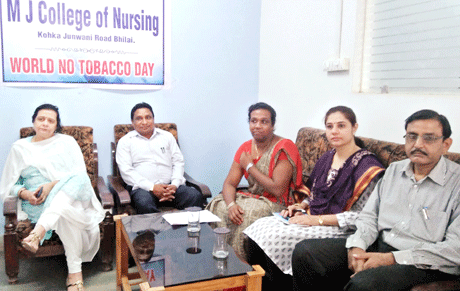 M J College of Nursing
Kohka Junwani Road Bhilai.
WORLD NO TOBACCO DAY